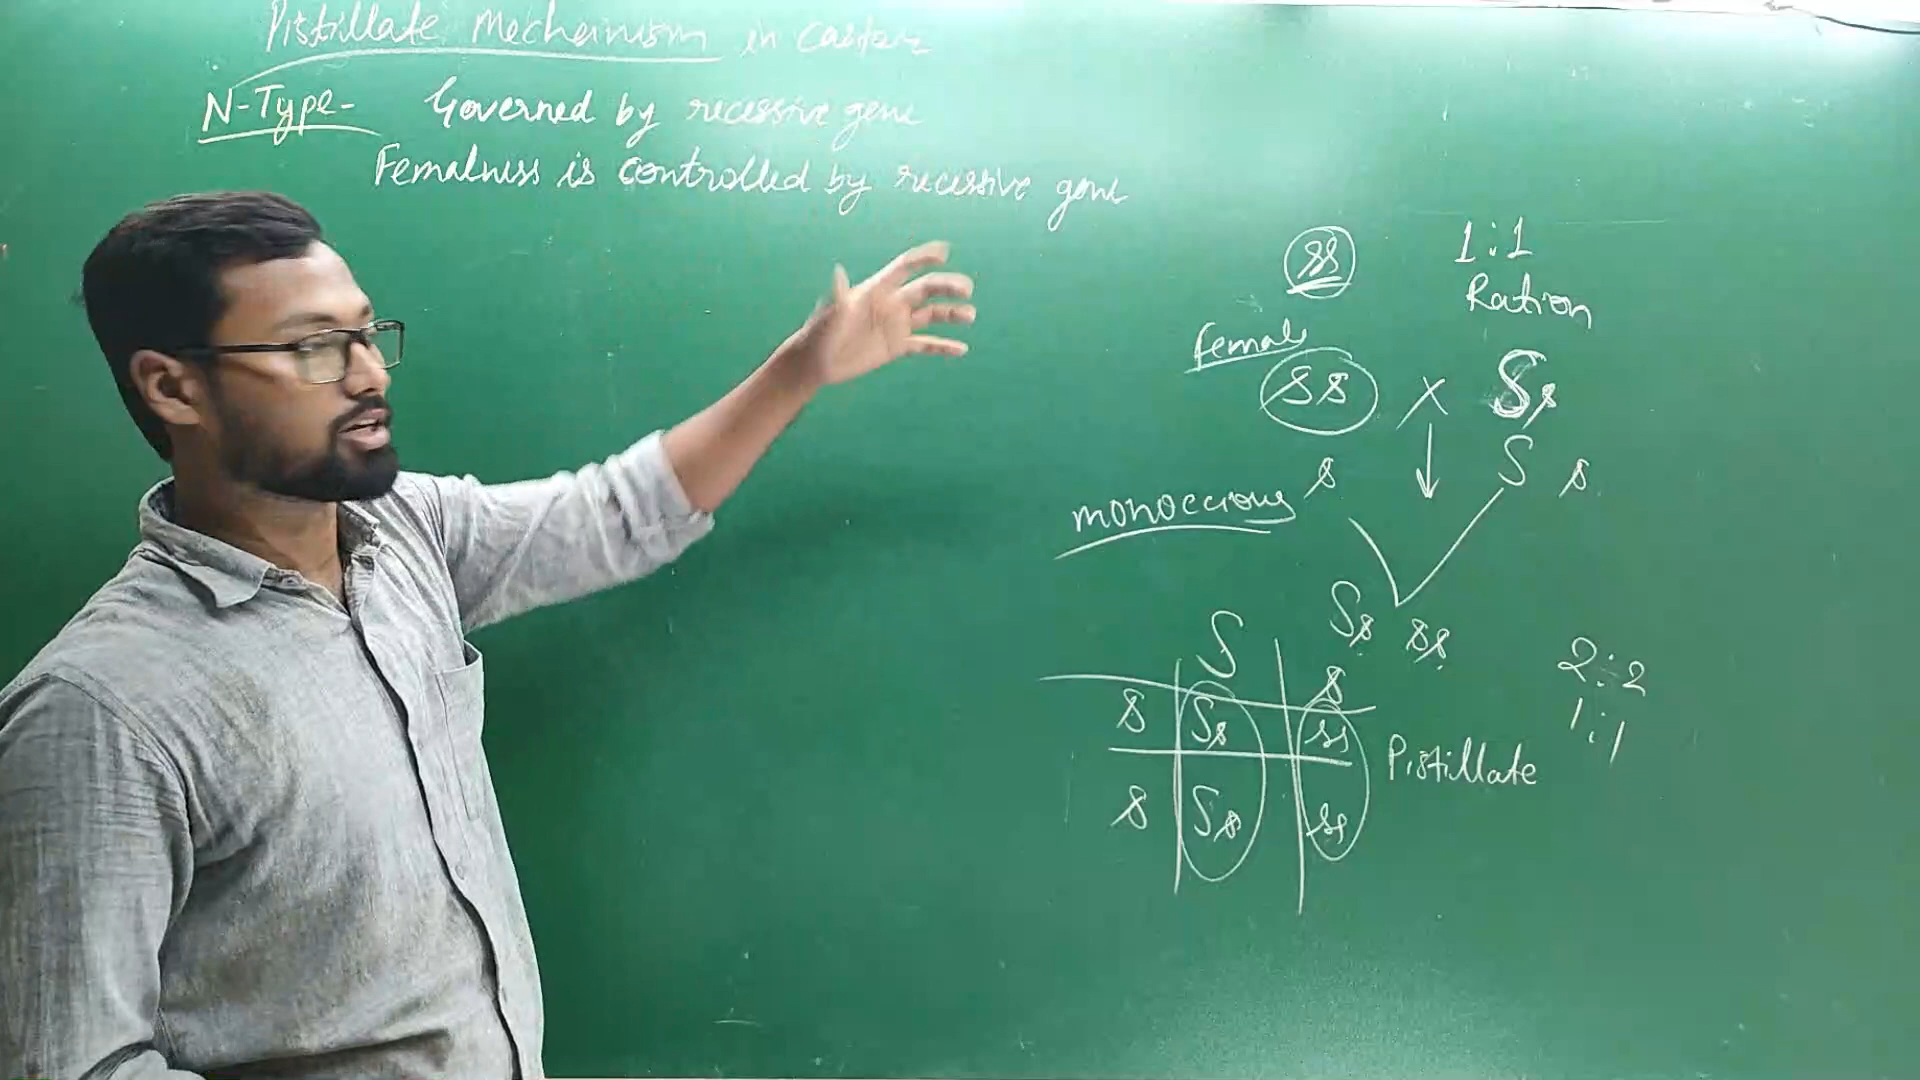 Pistillate Mechanism in castor
N-Type- Governed by recessive gene
Femalness is controlled by recessive gene
ss 1:1
Ration
Female
ss x Ss
s S s
monoecious
Ss ss
S s
s Ss ss
s Ss ss
Pistillate
2:2
1:1